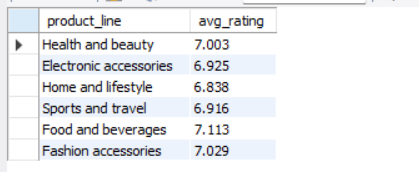 product_line avg_rating
Health and beauty 7.003
Electronic accessories 6.925
Home and lifestyle 6.838
Sports and travel 6.916
Food and beverages 7.113
Fashion accessories 7.029